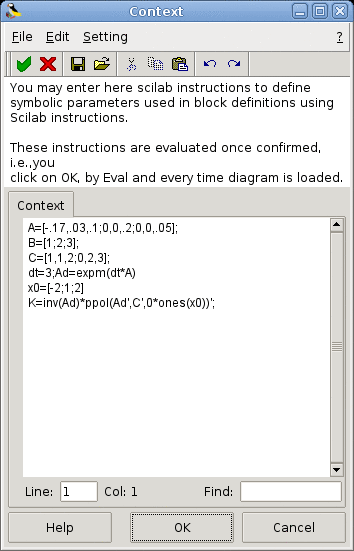 Context
File Edit Setting ?
You may enter here scilab instructions to define
symbolic parameters used in block definitions using
Scilab instructions.
These instructions are evaluated once confirmed,
i.e.,you
click on OK, by Eval and every time diagram is loaded.
Context
A=[-.17,.03,.1;0,0,.2;0,0,.05];
B=[1;2;3];
C=[1,1,2;0,2,3];
dt=3;Ad=expm(dt*A)
x0=[-2;1;2]
K=inv(Ad)*ppol(Ad',C',0*ones(x0))';
Line: 1 Col: 1 Find:
Help OK Cancel